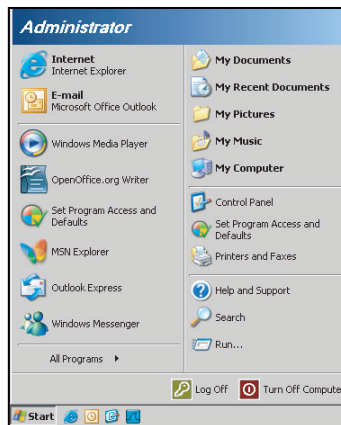 Administrator
Internet
Internet Explorer
E-mail
Microsoft Office Outlook
Windows Media Player
OpenOffice.org Writer
Set Program Access and
Defaults
MSN Explorer
Outlook Express
Windows Messenger
All Programs
My Documents
My Recent Documents
My Pictures
My Music
My Computer
Control Panel
Set Program Access and
Defaults
Printers and Faxes
Help and Support
Search
Run...
Log Off
Turn Off Compute
Start